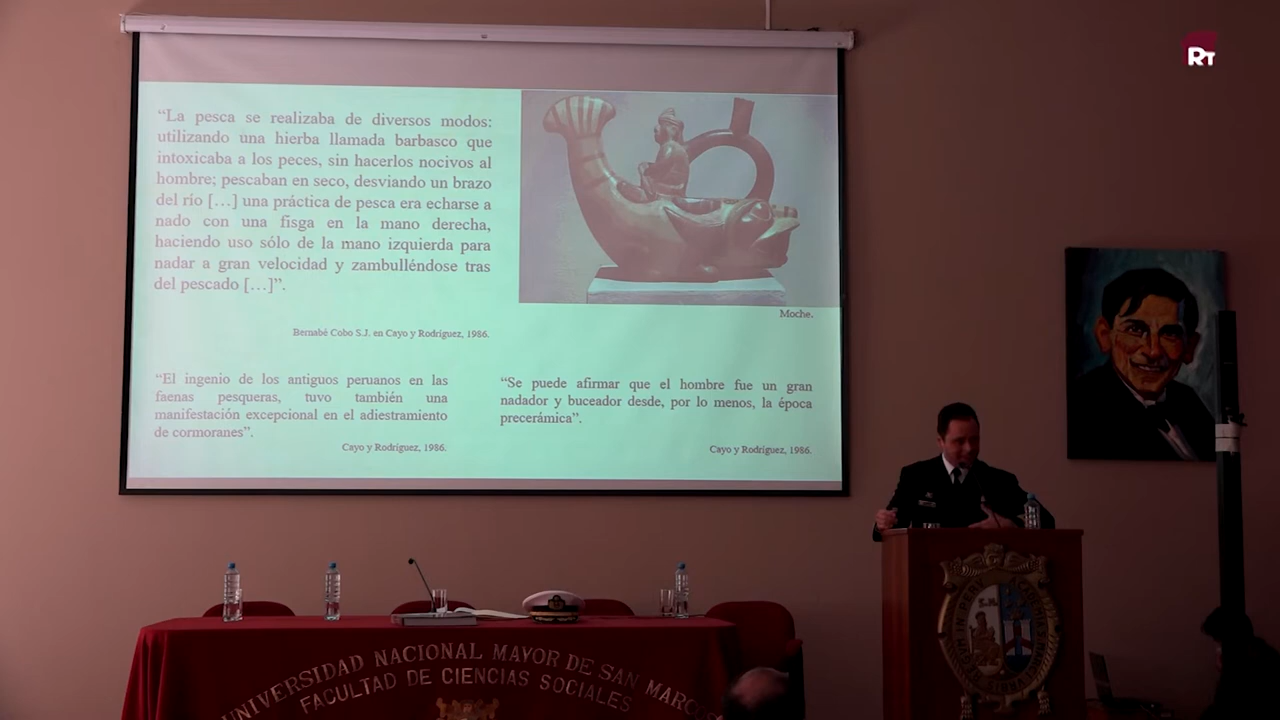 RT
“La pesca se realizaba de diversos modos:
utilizando una hierba llamada barbasco que
intoxicaba a los peces, sin hacerlos nocivos al
hombre; pescaban en seco, desviando un brazo
del río […] una práctica de pesca era echarse a
nado con una fisga en la mano derecha,
haciendo uso sólo de la mano izquierda para
nadar a gran velocidad y zambulléndose tras
del pescado […]”.
Bernabé Cobo S.J. en Cayo y Rodríguez, 1986.
Moche.
“El ingenio de los antiguos peruanos en las
faenas pesqueras, tuvo también una
manifestación excepcional en el adiestramiento
de cormoranes”.
Cayo y Rodríguez, 1986.
“Se puede afirmar que el hombre fue un gran
nadador y buceador desde, por lo menos, la época
precerámica”.
Cayo y Rodríguez, 1986.
UNIVERSIDAD NACIONAL MAYOR DE SAN MARCOS
FACULTAD DE CIENCIAS SOCIALES